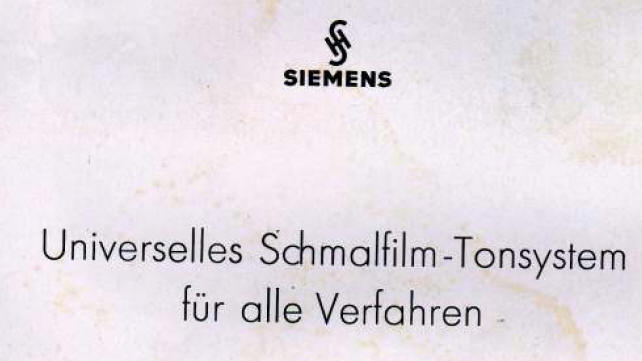 SIEMENS
Universelles Schmalfilm-Tonsystem
für alle Verfahren